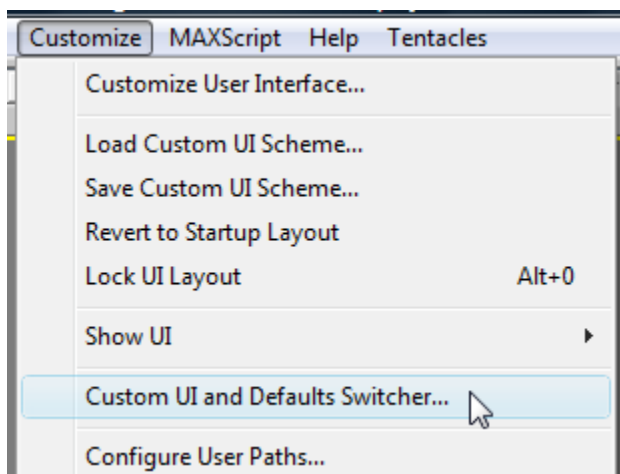 Customize MAXScript Help Tentacles
Customize User Interface...
Load Custom UI Scheme...
Save Custom UI Scheme...
Revert to Startup Layout
Lock UI Layout Alt+0
Show UI
Custom UI and Defaults Switcher...
Configure User Paths...